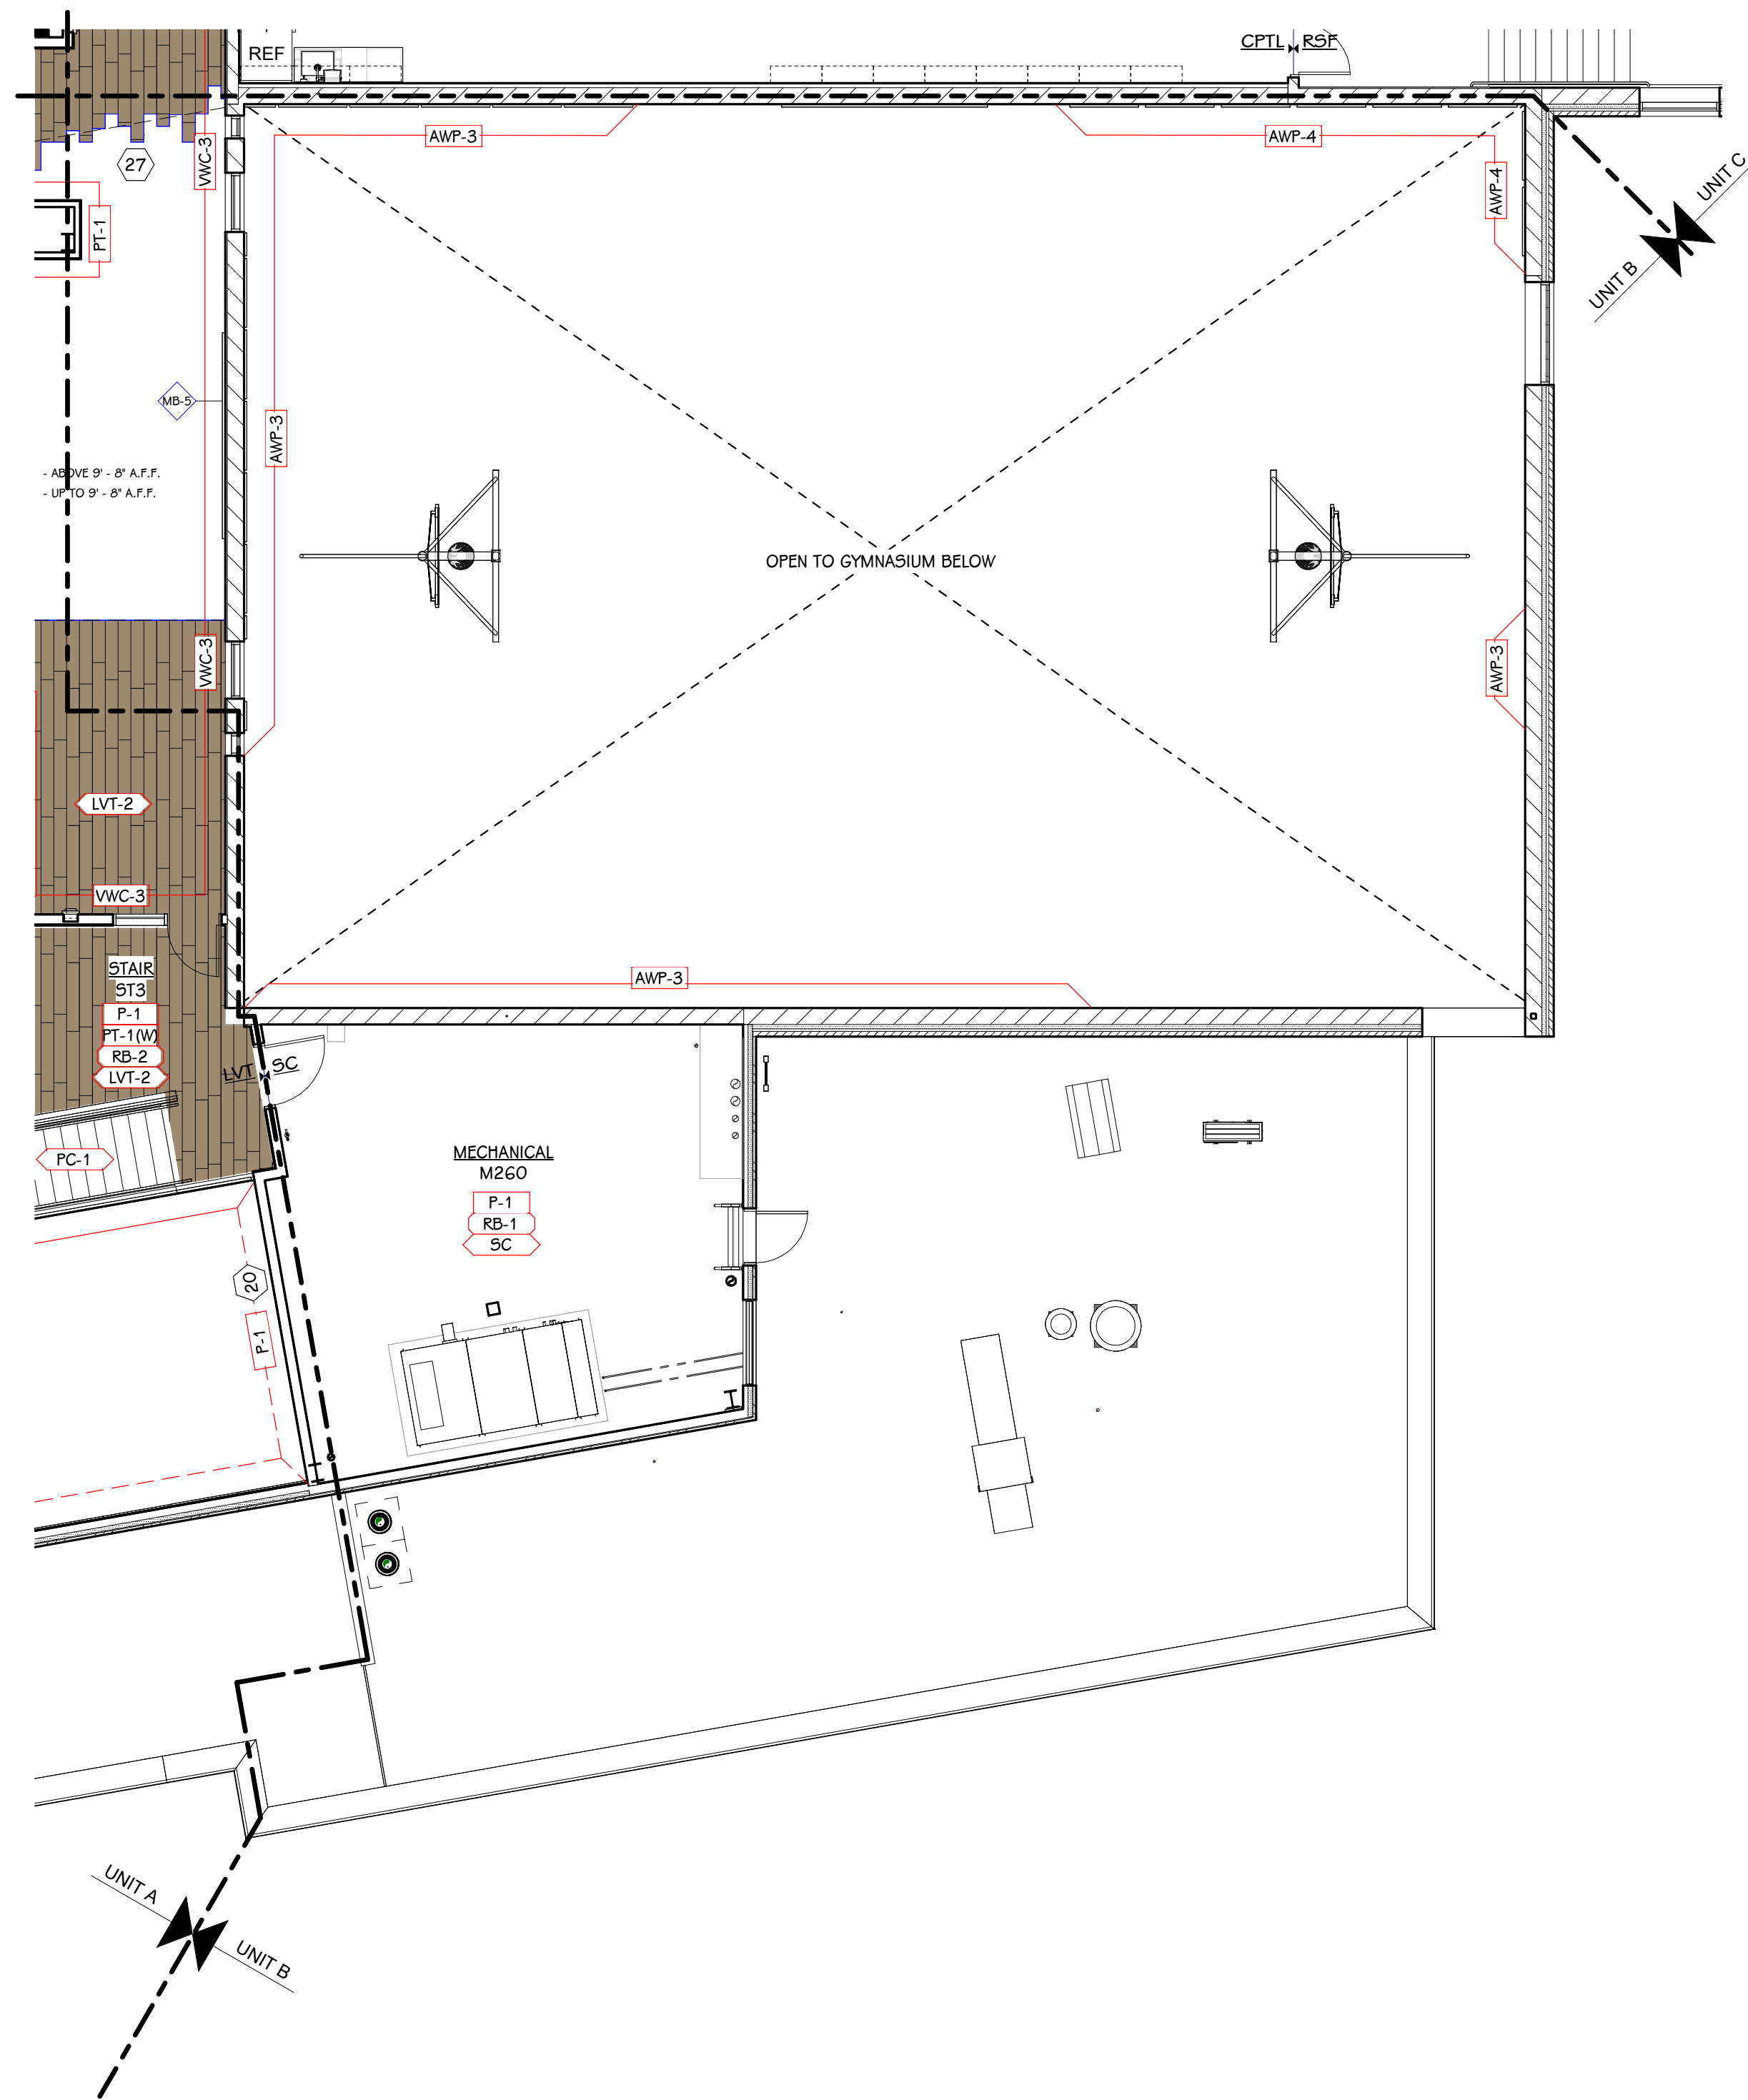 REF
CPTL RSF
AWP-3
AWP-4
VWC-3
27
PT-1
AWP-4
UNIT C
UNIT B
MB-5
AWP-3
- ABOVE 9' - 8" A.F.F.
- UP TO 9' - 8" A.F.F.
OPEN TO GYMNASIUM BELOW
VWC-3
AWP-3
LVT-2
VWC-3
STAIR
ST3
P-1
PT-1(W)
RB-2
LVT-2
AWP-3
LVT SC
PC-1
MECHANICAL
M260
P-1
RB-1
SC
20
P-1
UNIT A
UNIT B